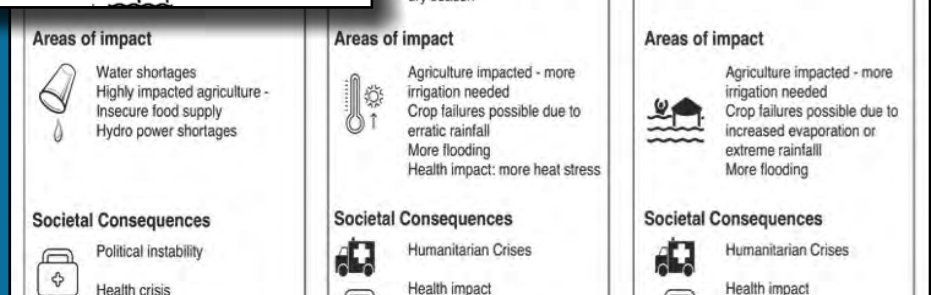 Areas of impact
Water shortages
Highly impacted agriculture -
Insecure food supply
Hydro power shortages
Societal Consequences
Political instability
Health crisis
Areas of impact
Agriculture impacted - more
irrigation needed
Crop failures possible due to
erratic rainfall
More flooding
Health impact: more heat stress
Societal Consequences
Humanitarian Crises
Health impact
Areas of impact
Agriculture impacted - more
irrigation needed
Crop failures possible due to
increased evaporation or
extreme rainfalll
More flooding
Societal Consequences
Humanitarian Crises
Health impact